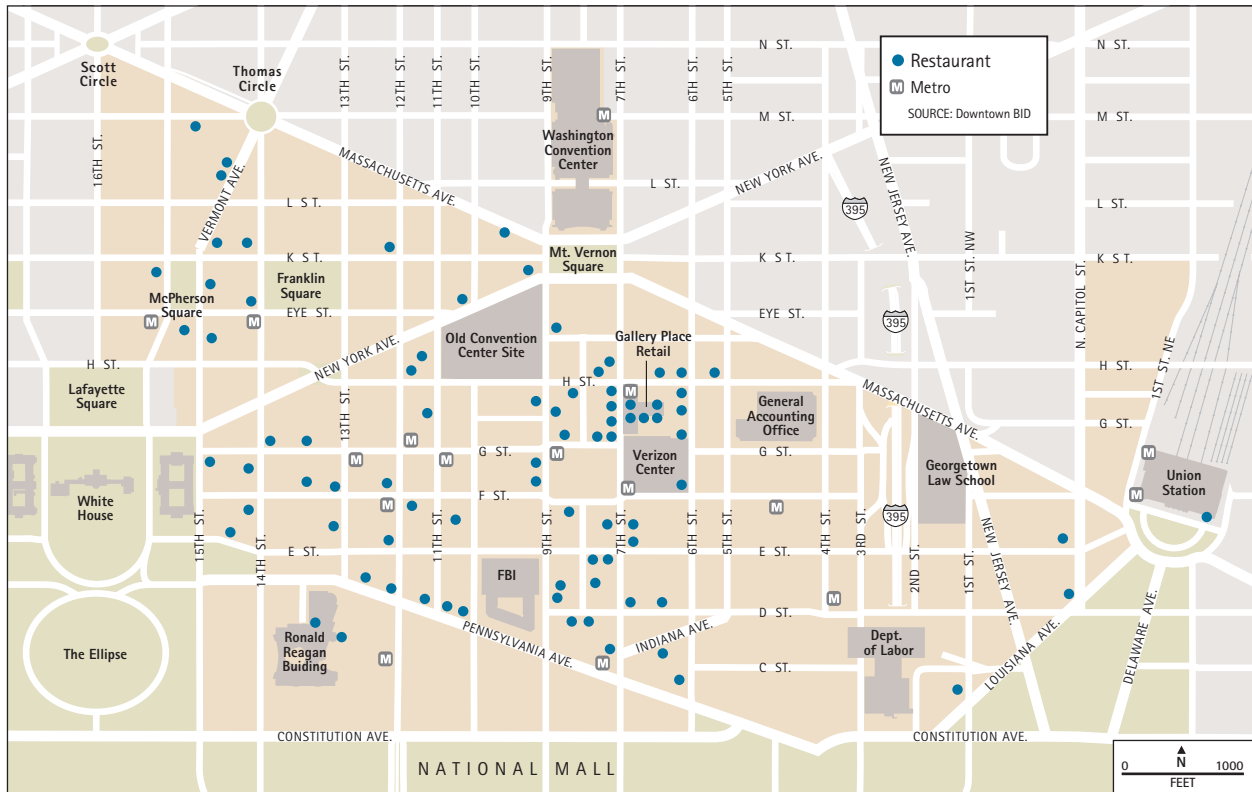 N ST.
N ST.
N ST.
Scott
Circle
Thomas
Circle
13TH ST.
12TH ST.
11TH ST.
10TH ST.
9TH ST.
7TH ST.
6TH ST.
5TH ST.
Restaurant
M Metro
SOURCE: Downtown BID
M
M ST.
M ST.
M ST.
Washington
Convention
Center
16TH ST.
VERMONT AVE.
MASSACHUSETTS AVE.
NEW YORK AVE.
NEW JERSEY AVE.
L S T.
L ST.
L ST.
L ST.
395
K ST.
Mt. Vernon
Square
K ST.
K ST.
1ST ST. NW
N. CAPITOL ST.
Franklin
Square
McPherson
Square
EYE ST.
EYE ST.
EYE ST.
M
M
395
Old Convention
Center Site
Gallery Place
Retail
NEW YORK AVE.
H ST.
H ST.
H ST.
H ST.
1ST ST. NE
Lafayette
Square
M
MASSACHUSETTS AVE.
General
Accounting
Office
13TH ST.
M
G ST.
G ST.
G ST.
G ST.
M
M
M
M
Verizon
Center
Georgetown
Law School
Union
Station
White
House
F ST.
M
M
M
M
395
15TH ST.
14TH ST.
E ST.
11TH ST.
9TH ST.
7TH ST.
6TH ST.
5TH ST.
E ST.
4TH ST.
3RD ST.
2ND ST.
1ST ST.
NEW JERSEY AVE.
FBI
M
D ST.
PENNSYLVANIA AVE.
INDIANA AVE.
The Ellipse
Ronald
Reagan
Buiding
M
M
C ST.
Dept.
of Labor
LOUISIANA AVE.
DELAWARE AVE.
CONSTITUTION AVE.
CONSTITUTION AVE.
NATIONAL MALL
N
0 1000
FEET